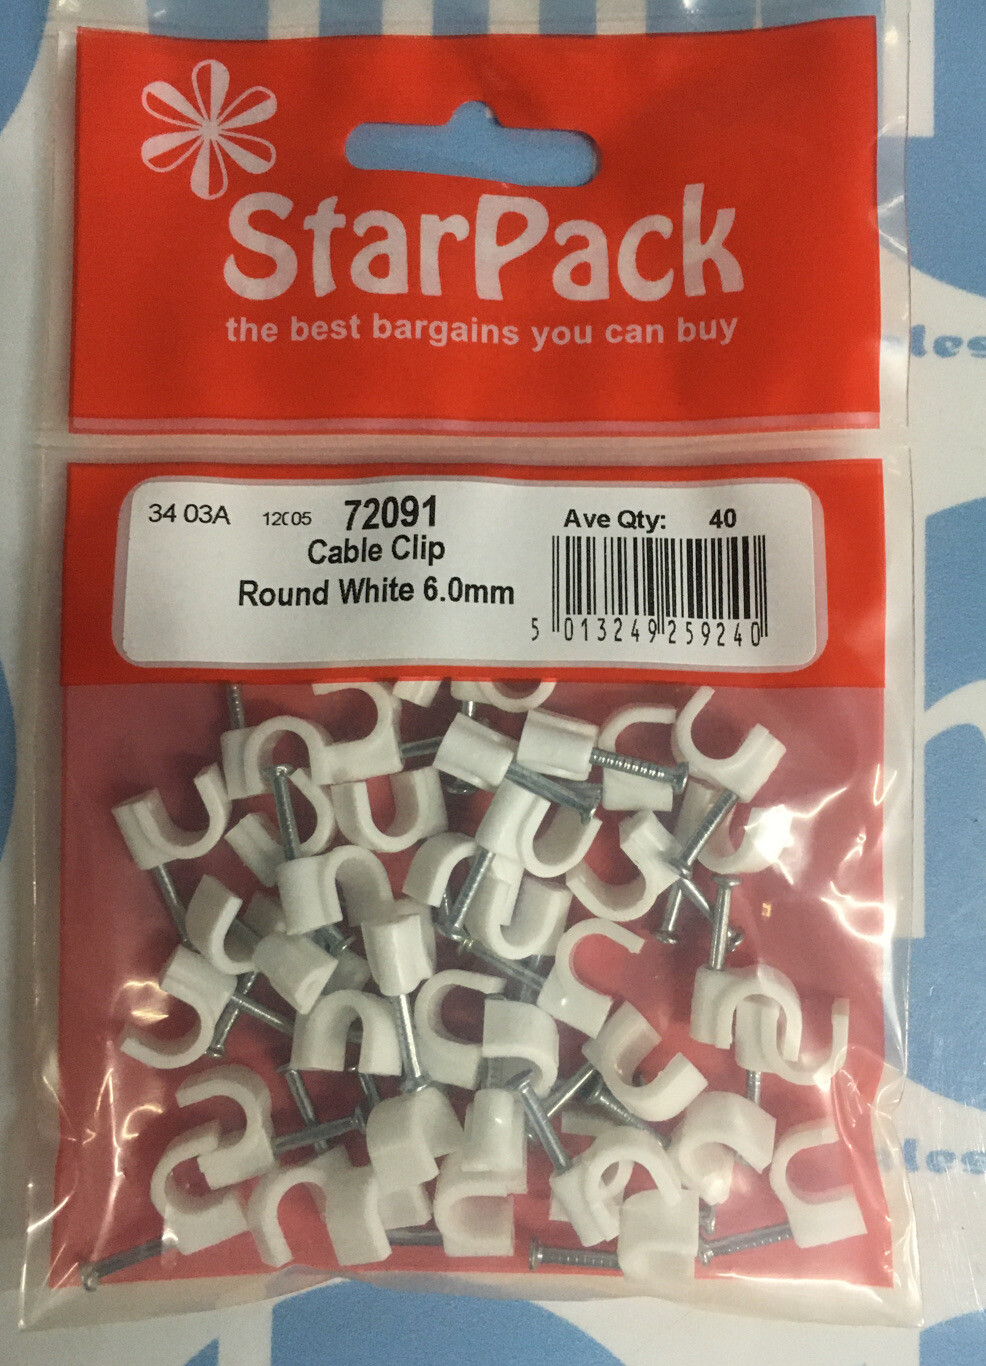 StarPack
the best bargains you can buy
34 03A 12C05 72091
Cable Clip
Round White 6.0mm
Ave Qty: 40
5 013249 259240